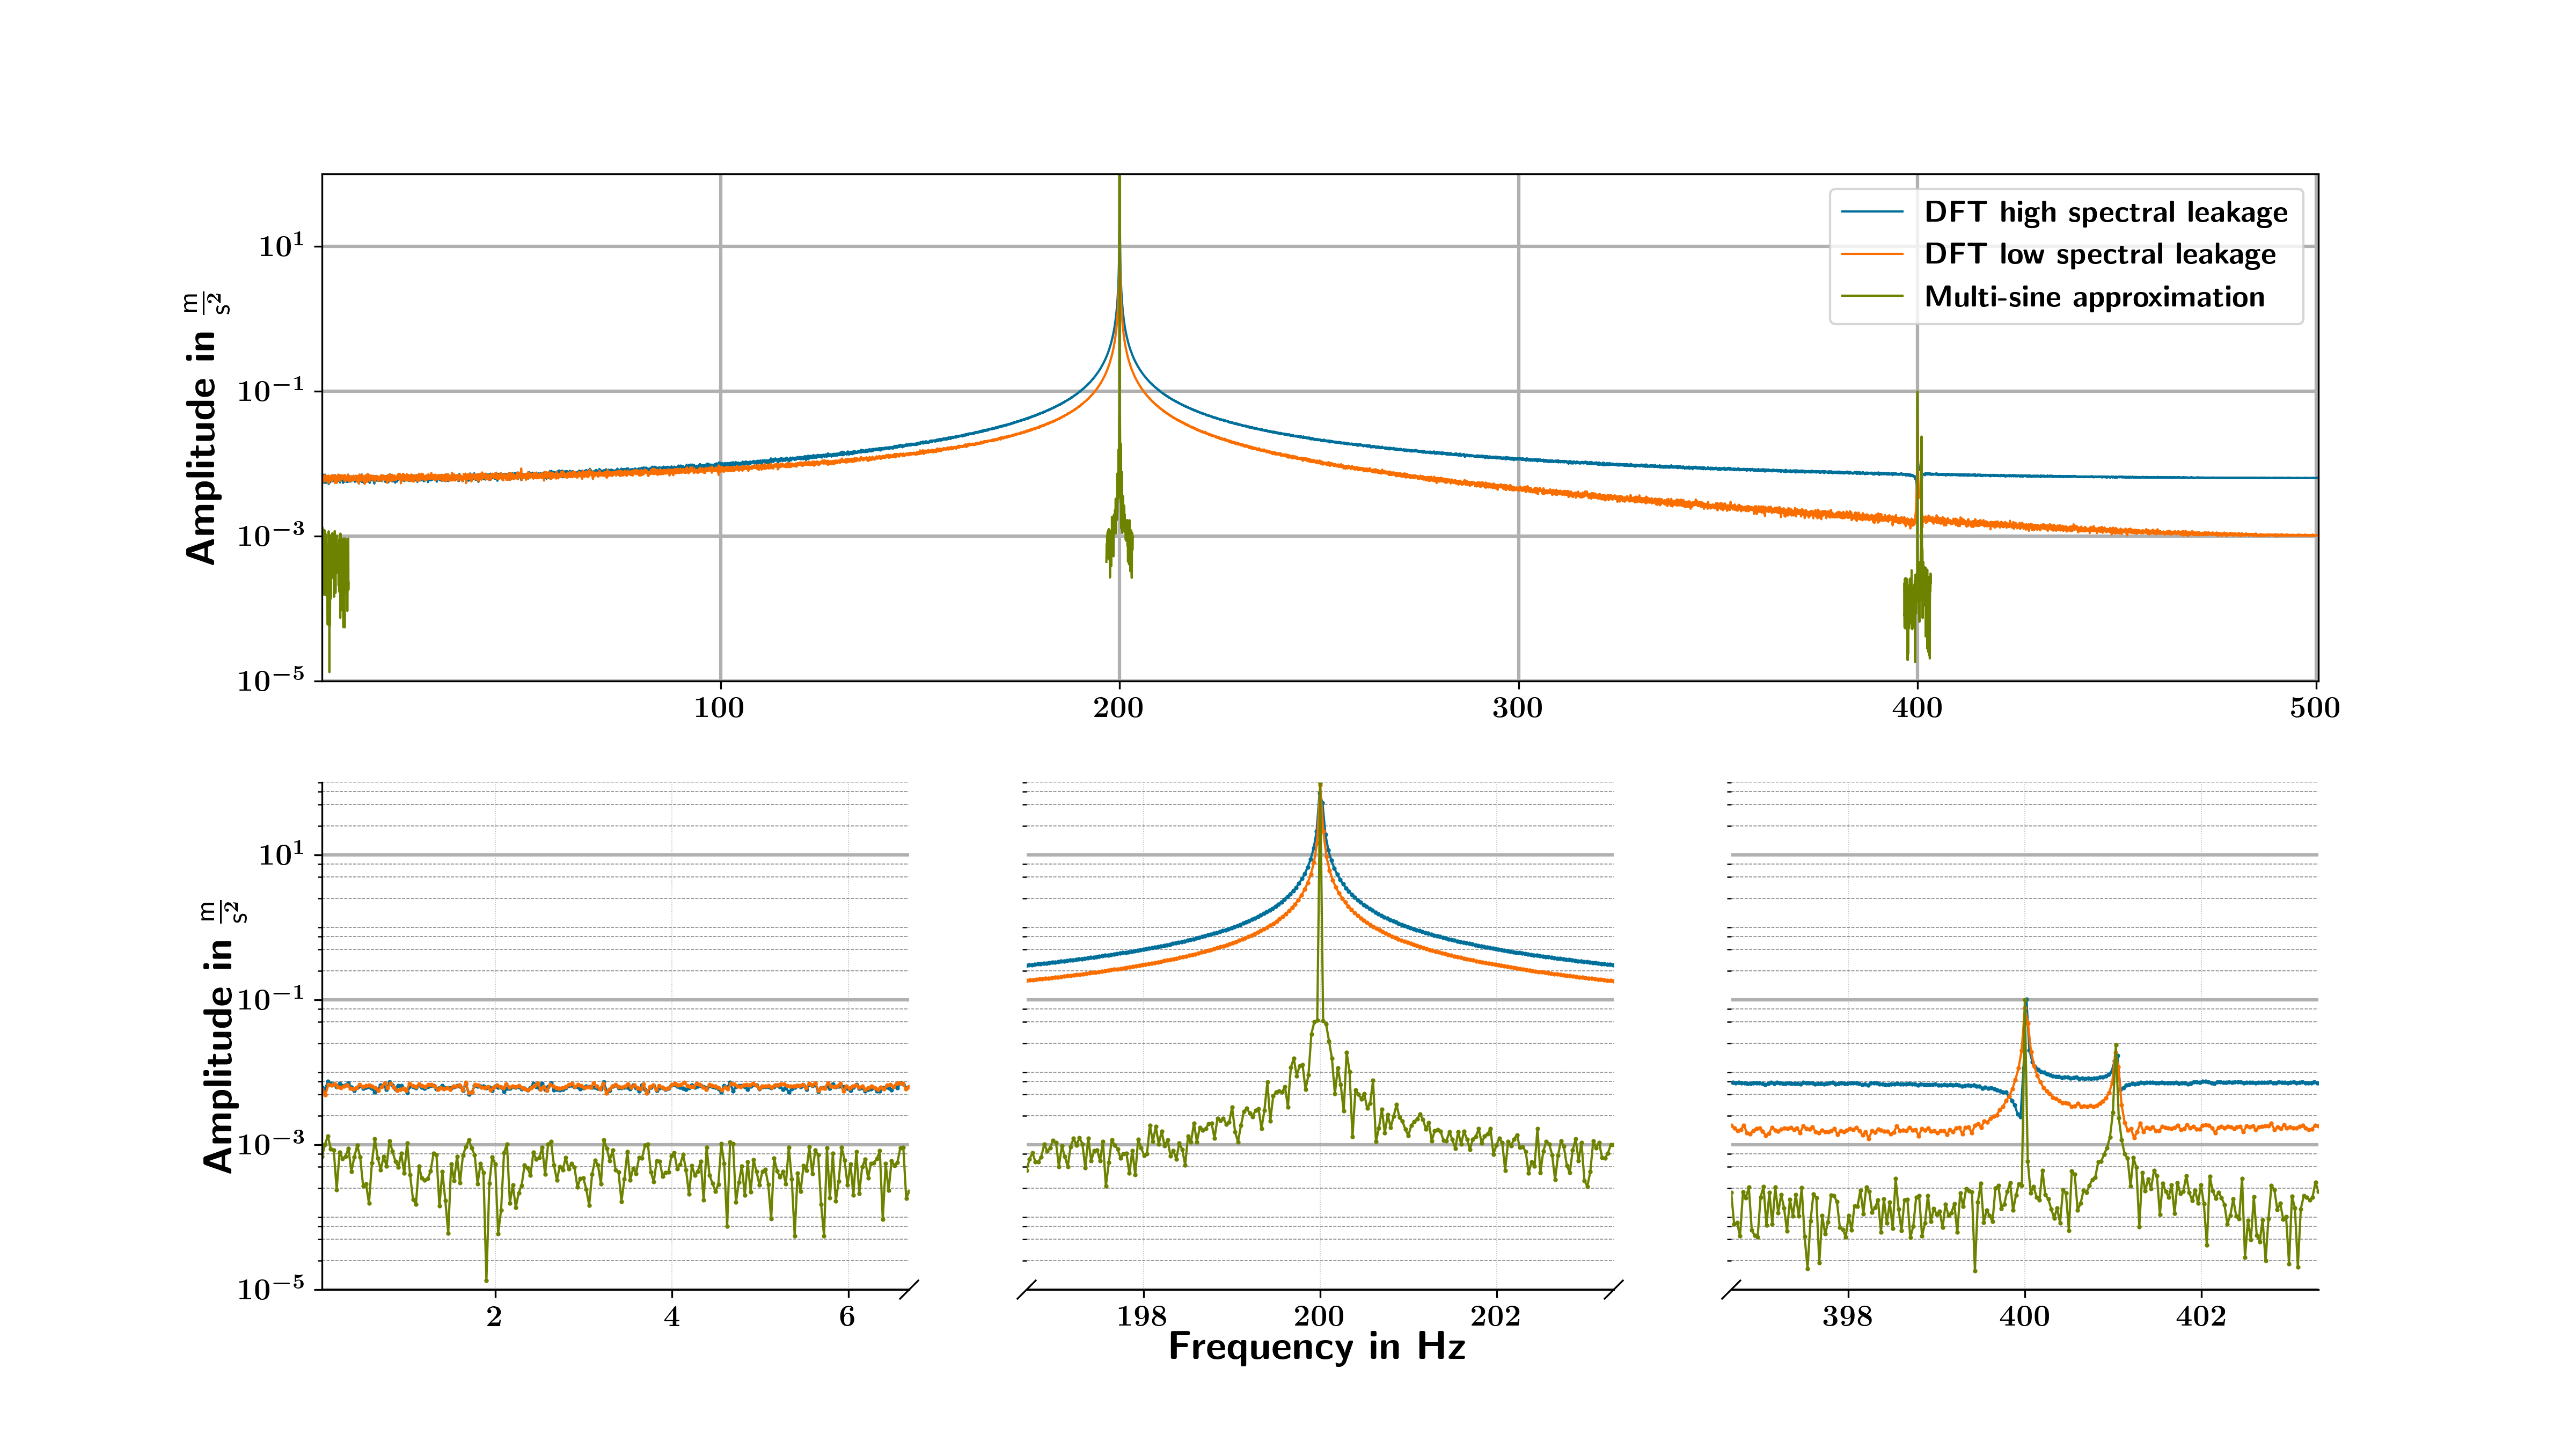 DFT high spectral leakage
DFT low spectral leakage
Multi-sine approximation
Amplitude in m/s²
10¹
10⁻¹
10⁻³
10⁻⁵
100 200 300 400 500
Amplitude in m/s²
10¹
10⁻¹
10⁻³
10⁻⁵
2 4 6 198 200 202 398 400 402
Frequency in Hz